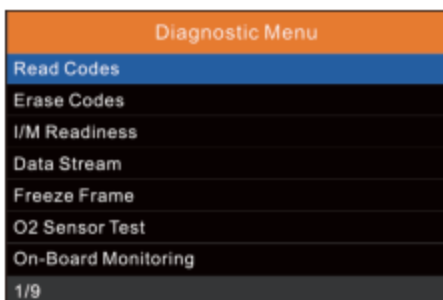 Diagnostic Menu
Read Codes
Erase Codes
I/M Readiness
Data Stream
Freeze Frame
O2 Sensor Test
On-Board Monitoring
1/9